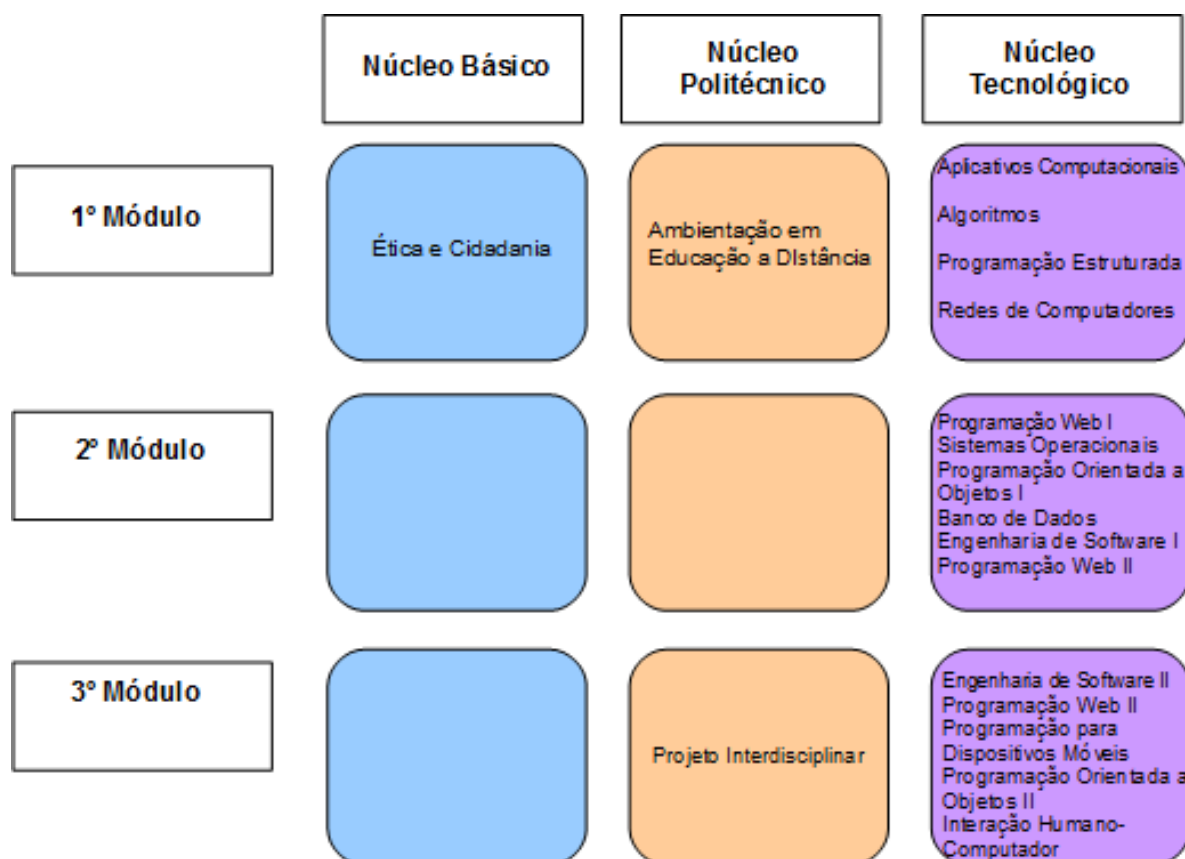 Núcleo Básico
Núcleo
Politécnico
Núcleo
Tecnológico
1º Módulo
Ética e Cidadania
Ambientação em
Educação a DIstância
Aplicativos Computacionais
Algoritmos
Programação Estruturada
Redes de Computadores
2º Módulo
Programação Web I
Sistemas Operacionais
Programação Orientada a
Objetos I
Banco de Dados
Engenharia de Software I
Programação Web II
3º Módulo
Projeto Interdisciplinar
Engenharia de Software II
Programação Web II
Programação para
Dispositivos Móveis
Programação Orientada a
Objetos II
Interação Humano-
Computador